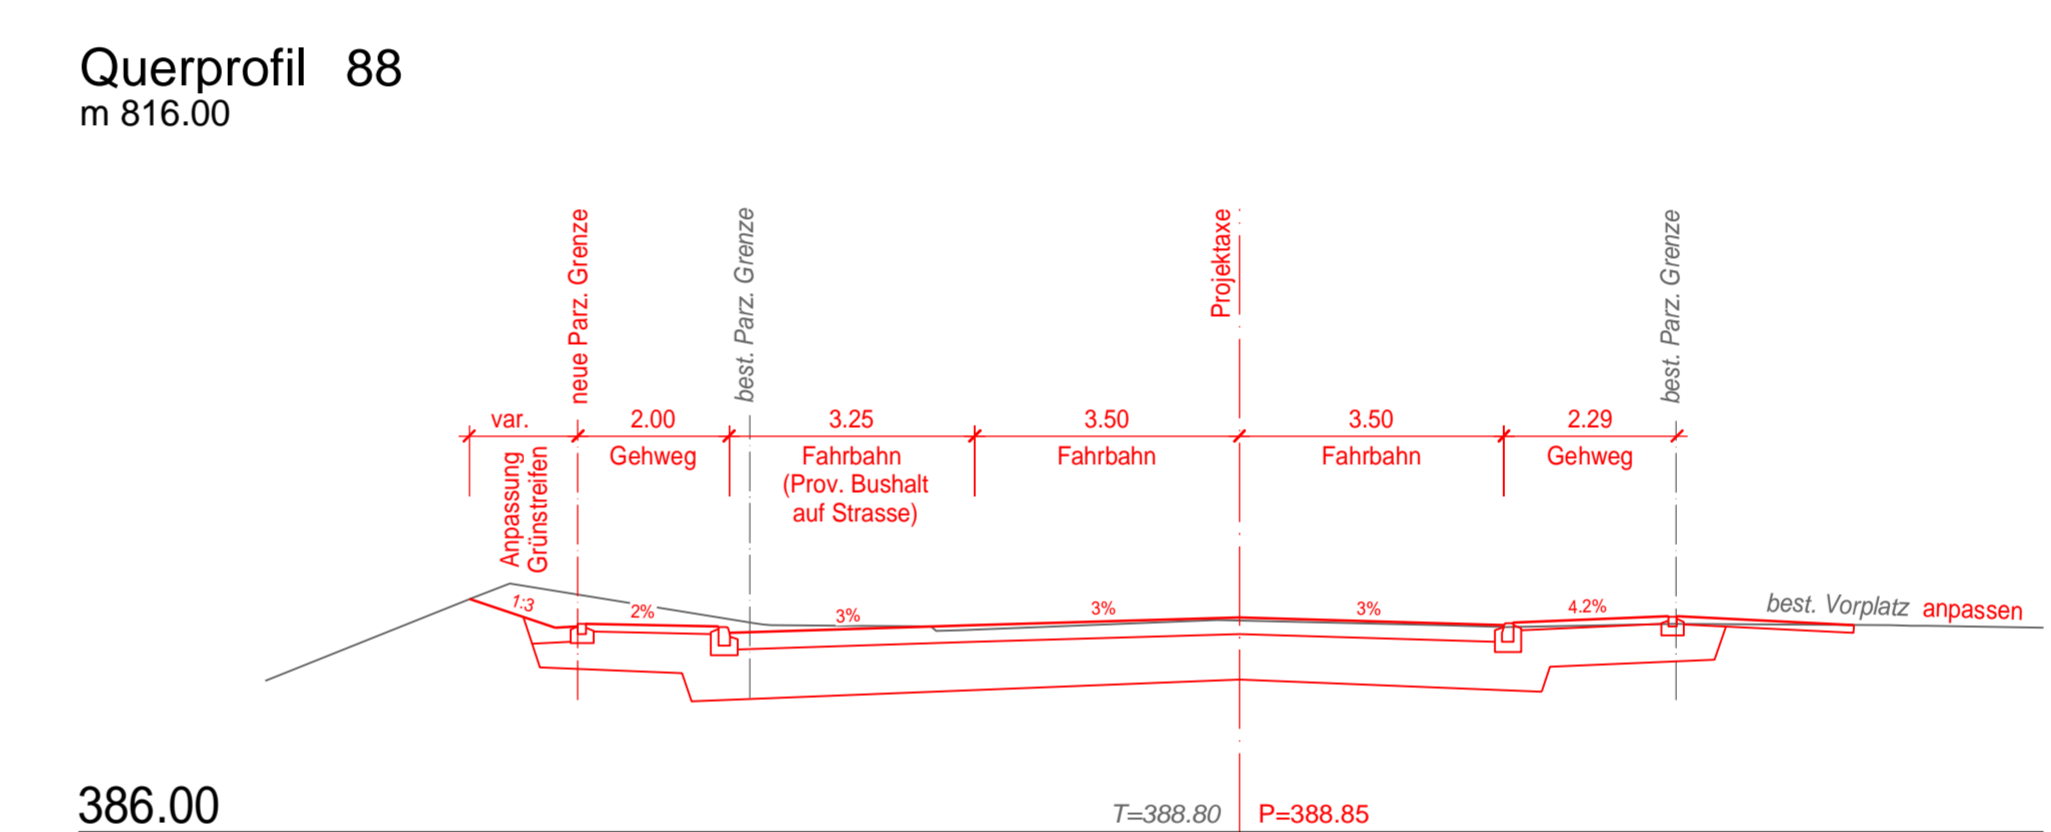 Querprofil 88
m 816.00
neue Parz. Grenze
best. Parz. Grenze
Projektaxe
best. Parz. Grenze
var.
2.00
3.25
3.50
3.50
2.29
Anpassung
Grünstreifen
Gehweg
Fahrbahn
(Prov. Bushalt
auf Strasse)
Fahrbahn
Fahrbahn
Gehweg
1:3
2%
3%
3%
3%
4.2%
best. Vorplatz anpassen
386.00
T=388.80
P=388.85